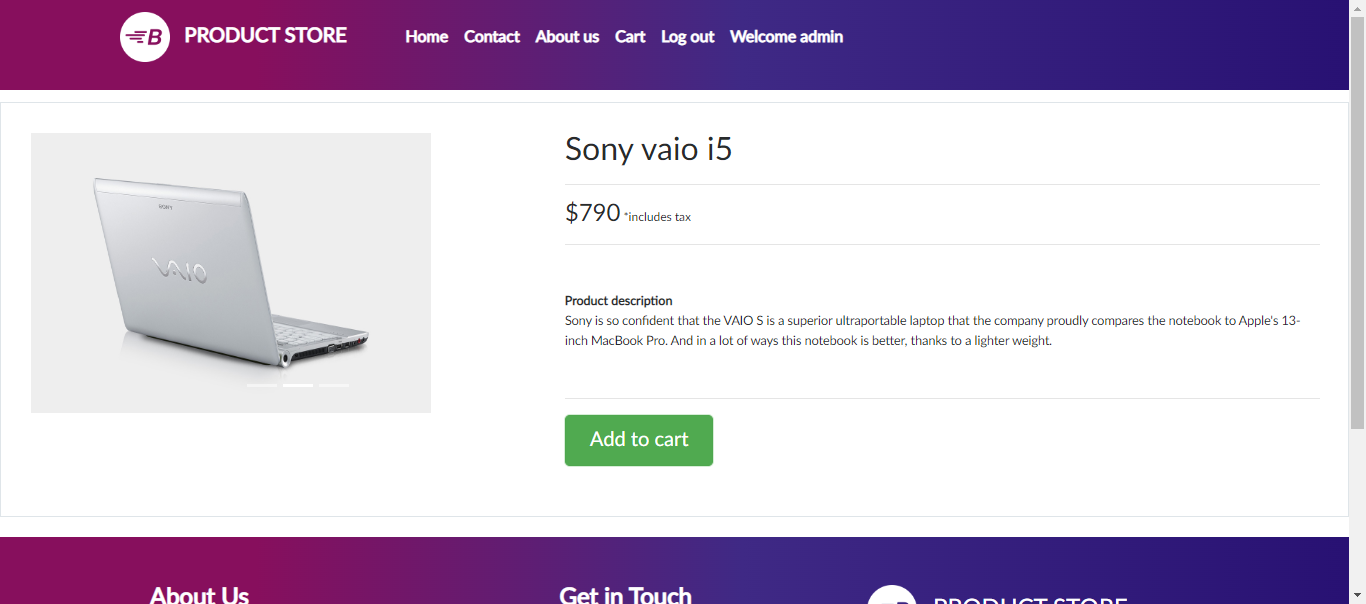 B PRODUCT STORE Home Contact About us Cart Log out Welcome admin
SONY
VAIO
Sony vaio i5
$790 *includes tax
Product description
Sony is so confident that the VAIO S is a superior ultraportable laptop that the company proudly compares the notebook to Apple's 13-
inch MacBook Pro. And in a lot of ways this notebook is better, thanks to a lighter weight.
Add to cart
About Us
Get in Touch
B PRODUCT STORE